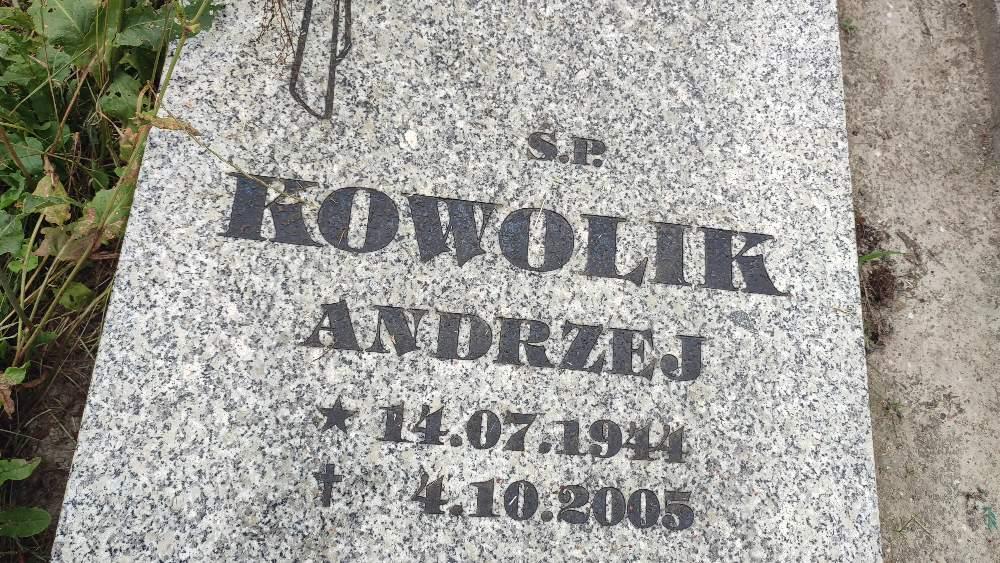 S.P.
KOWOLIK
ANDRZEJ
★ 14.07.1944
✝ 4.10.2005